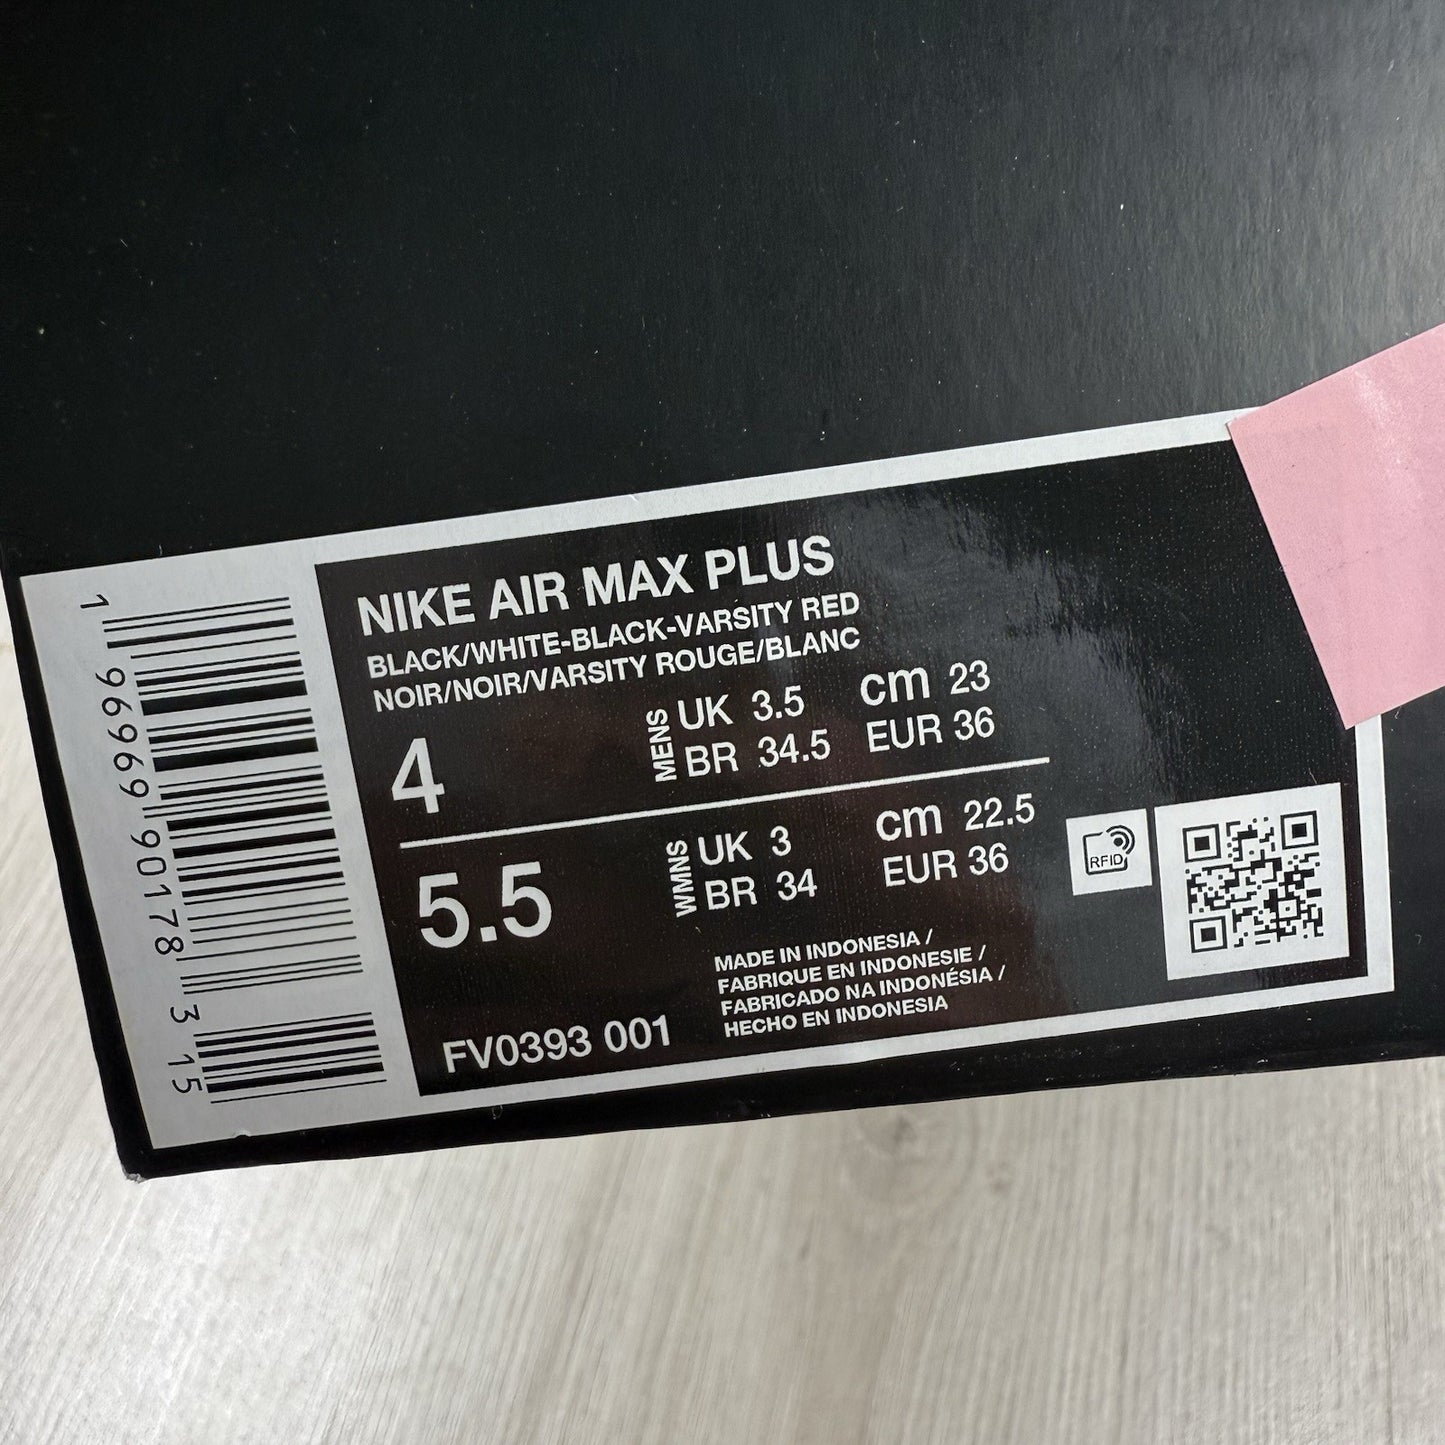 NIKE AIR MAX PLUS
BLACK/WHITE-BLACK-VARSITY RED
NOIR/NOIR/VARSITY ROUGE/BLANC
4
MENS
UK 3.5 cm 23
BR 34.5 EUR 36
5.5
WMNS
UK 3 cm 22.5
BR 34 EUR 36
RFID
MADE IN INDONESIA /
FABRIQUE EN INDONESIE /
FABRICADO NA INDONÉSIA /
HECHO EN INDONESIA
FV0393 001
1 96969 90178 3 15